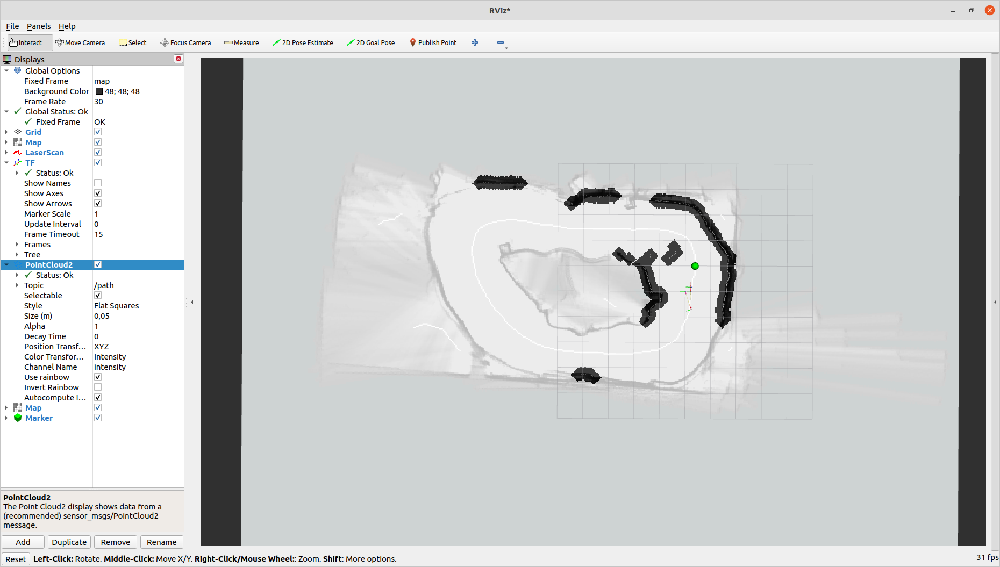 RViz*
File Panels Help
Interact Move Camera Select Focus Camera Measure 2D Pose Estimate 2D Goal Pose Publish Point
Displays
Global Options
Fixed Frame map
Background Color 48; 48; 48
Frame Rate 30
Global Status: Ok
Fixed Frame OK
Grid
Map
LaserScan
TF
Status: Ok
Show Names
Show Axes
Show Arrows
Marker Scale 1
Update Interval 0
Frame Timeout 15
Frames
Tree
PointCloud2
Status: Ok
Topic /path
Selectable
Style Flat Squares
Size (m) 0,05
Alpha 1
Decay Time 0
Position Transf... XYZ
Color Transfor... Intensity
Channel Name intensity
Use rainbow
Invert Rainbow
Autocompute I...
Map
Marker
PointCloud2
The Point Cloud2 display shows data from a
(recommended) sensor_msgs/PointCloud2
message.
Add Duplicate Remove Rename
Reset Left-Click: Rotate. Middle-Click: Move X/Y. Right-Click/Mouse Wheel:: Zoom. Shift: More options. 31 fps